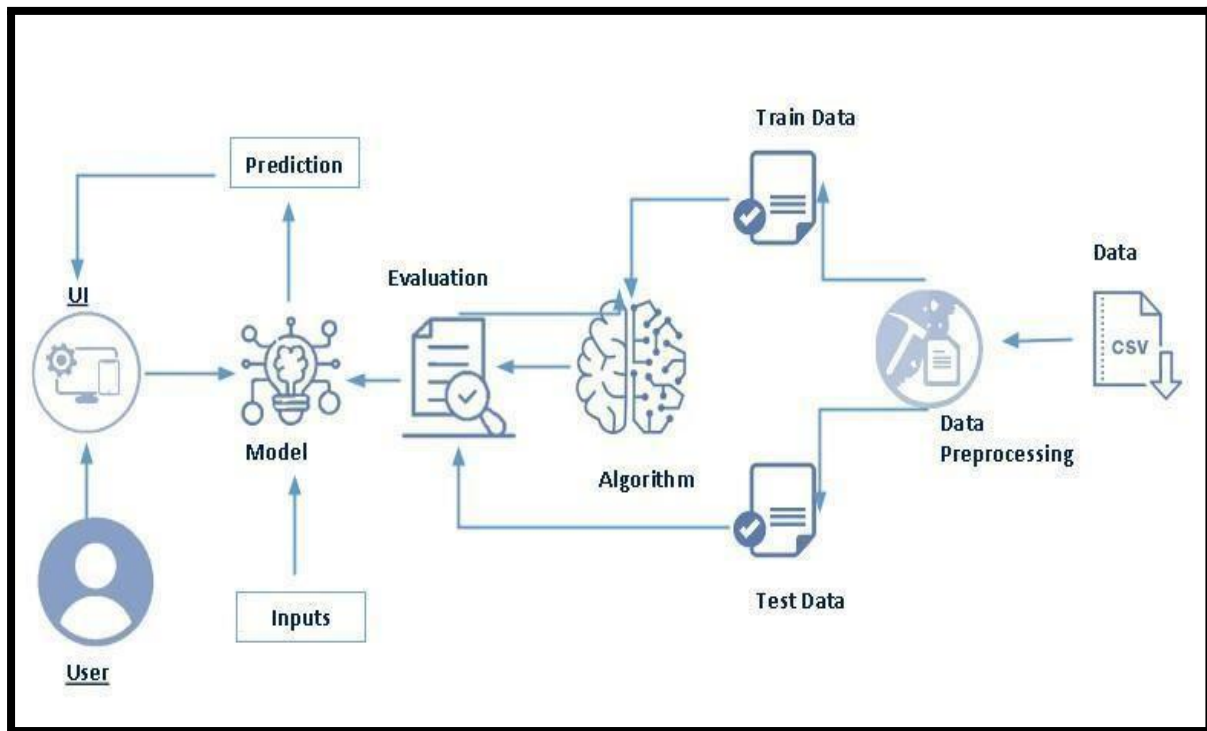 Train Data
Prediction
Data
Evaluation
UI
CSV
Data
Preprocessing
Model
Algorithm
Test Data
Inputs
User